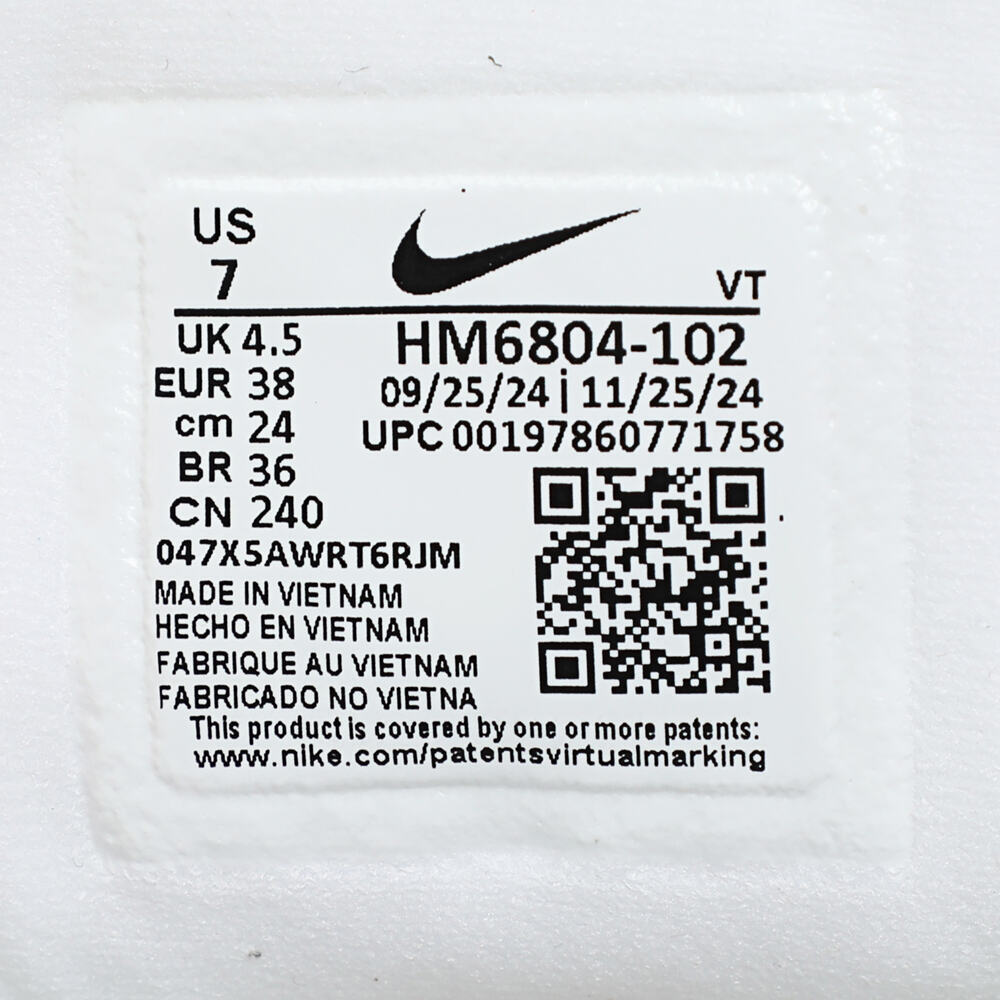 US
7
VT
UK 4.5
EUR 38
cm 24
BR 36
CN 240
HM6804-102
09/25/24 | 11/25/24
UPC 00197860771758
047X5AWRT6RJM
MADE IN VIETNAM
HECHO EN VIETNAM
FABRIQUE AU VIETNAM
FABRICADO NO VIETNA
This product is covered by one or more patents:
www.nike.com/patentsvirtualmarking